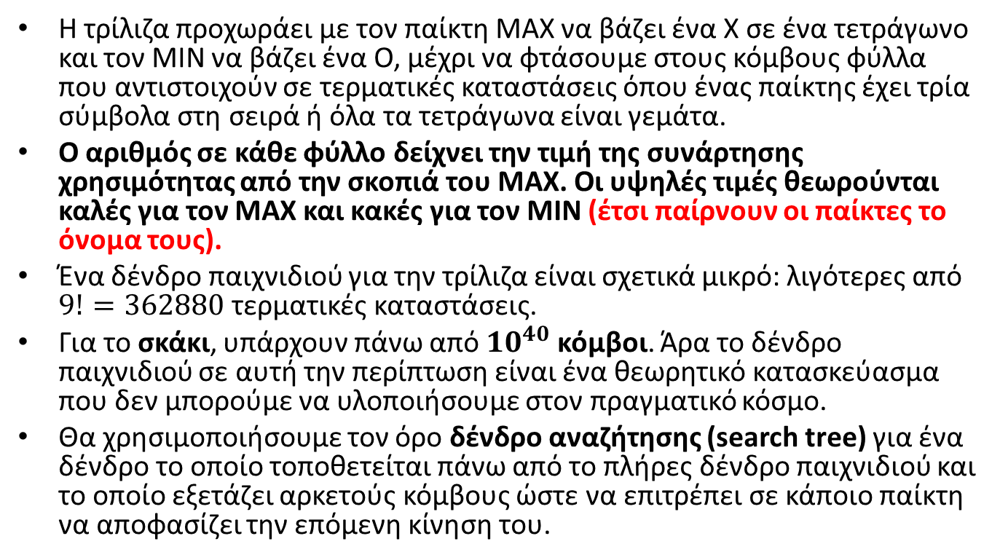 • Η τρίλιζα προχωράει με τον παίκτη MAX να βάζει ένα Χ σε ένα τετράγωνο
και τον MIN να βάζει ένα Ο, μέχρι να φτάσουμε στους κόμβους φύλλα
που αντιστοιχούν σε τερματικές καταστάσεις όπου ένας παίκτης έχει τρία
σύμβολα στη σειρά ή όλα τα τετράγωνα είναι γεμάτα.
• Ο αριθμός σε κάθε φύλλο δείχνει την τιμή της συνάρτησης
χρησιμότητας από την σκοπιά του MAX. Οι υψηλές τιμές θεωρούνται
καλές για τον MAX και κακές για τον MIN (έτσι παίρνουν οι παίκτες το
όνομα τους).
• Ένα δένδρο παιχνιδιού για την τρίλιζα είναι σχετικά μικρό: λιγότερες από
9! = 362880 τερματικές καταστάσεις.
• Για το σκάκι, υπάρχουν πάνω από 10⁴⁰ κόμβοι. Άρα το δένδρο
παιχνιδιού σε αυτή την περίπτωση είναι ένα θεωρητικό κατασκεύασμα
που δεν μπορούμε να υλοποιήσουμε στον πραγματικό κόσμο.
• Θα χρησιμοποιήσουμε τον όρο δένδρο αναζήτησης (search tree) για ένα
δένδρο το οποίο τοποθετείται πάνω από το πλήρες δένδρο παιχνιδιού και
το οποίο εξετάζει αρκετούς κόμβους ώστε να επιτρέπει σε κάποιο παίκτη
να αποφασίζει την επόμενη κίνηση του.